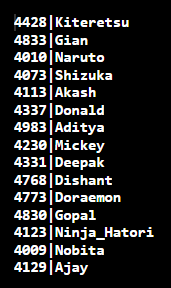 4428|Kiteretsu
4833|Gian
4010|Naruto
4073|Shizuka
4113|Akash
4337|Donald
4983|Aditya
4230|Mickey
4331|Deepak
4768|Dishant
4773|Doraemon
4830|Gopal
4123|Ninja_Hatori
4009|Nobita
4129|Ajay